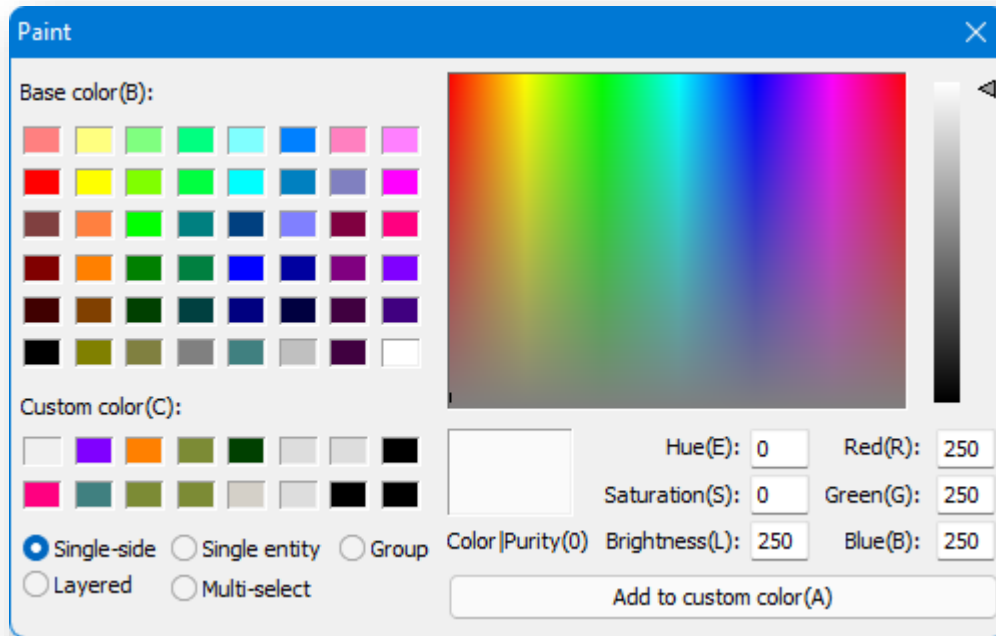 Paint
Base color(B):
Custom color(C):
Single-side Single entity Group
Layered Multi-select
Hue(E): 0 Red(R): 250
Saturation(S): 0 Green(G): 250
Color|Purity(0) Brightness(L): 250 Blue(B): 250
Add to custom color(A)